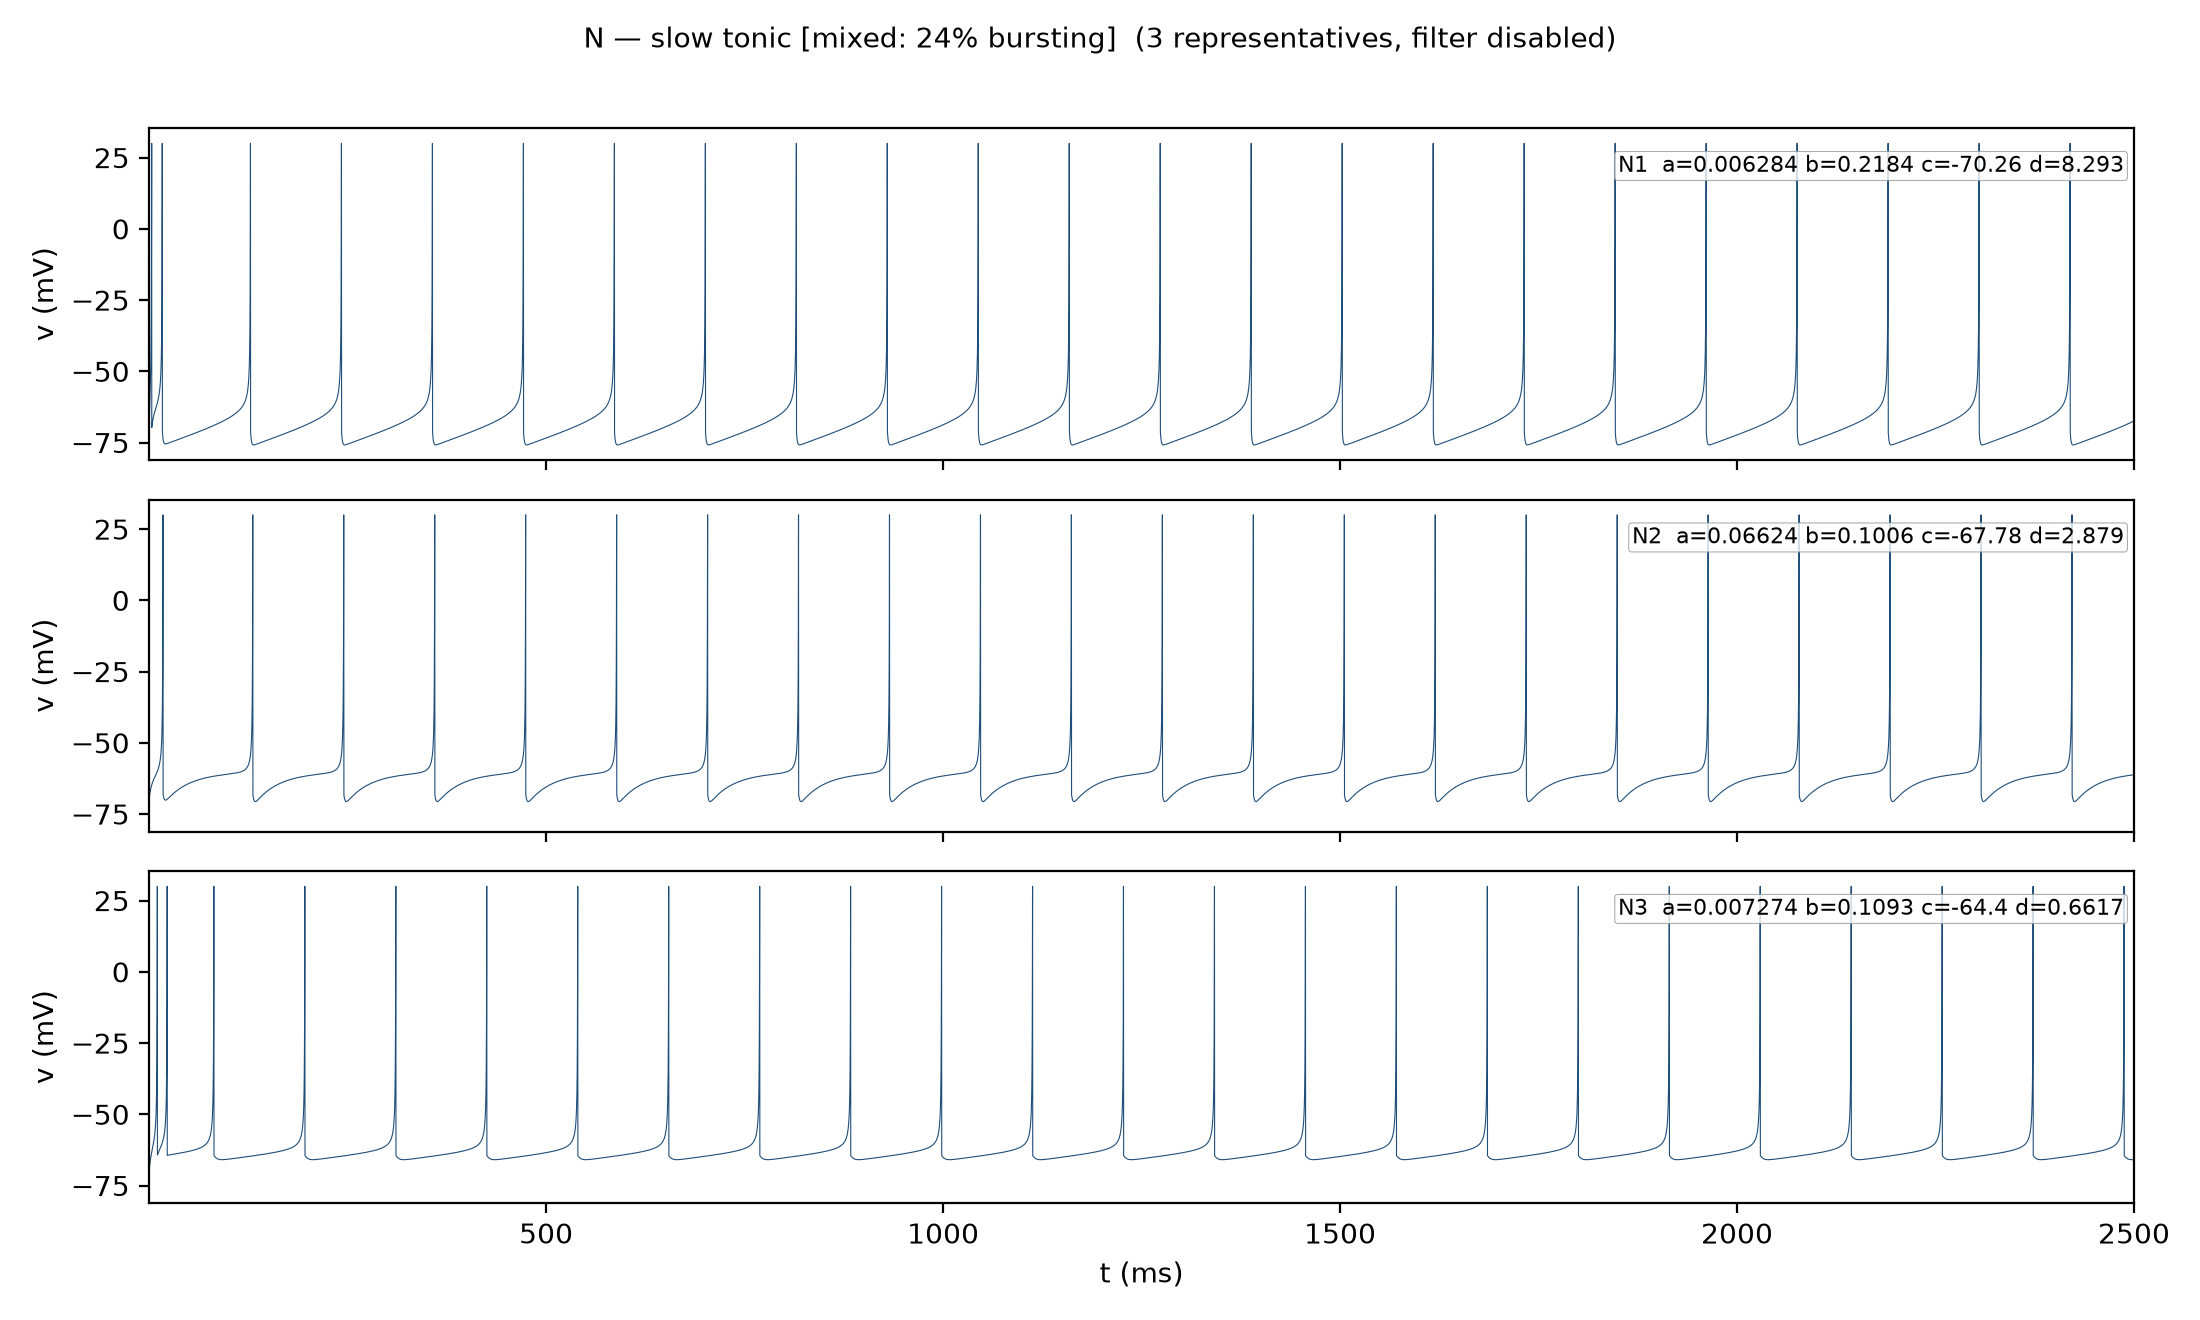 N — slow tonic [mixed: 24% bursting]  (3 representatives, filter disabled)
25
0
−25
−50
−75
v (mV)
N1  a=0.006284 b=0.2184 c=-70.26 d=8.293
25
0
−25
−50
−75
v (mV)
N2  a=0.06624 b=0.1006 c=-67.78 d=2.879
25
0
−25
−50
−75
v (mV)
N3  a=0.007274 b=0.1093 c=-64.4 d=0.6617
500 1000 1500 2000 2500
t (ms)